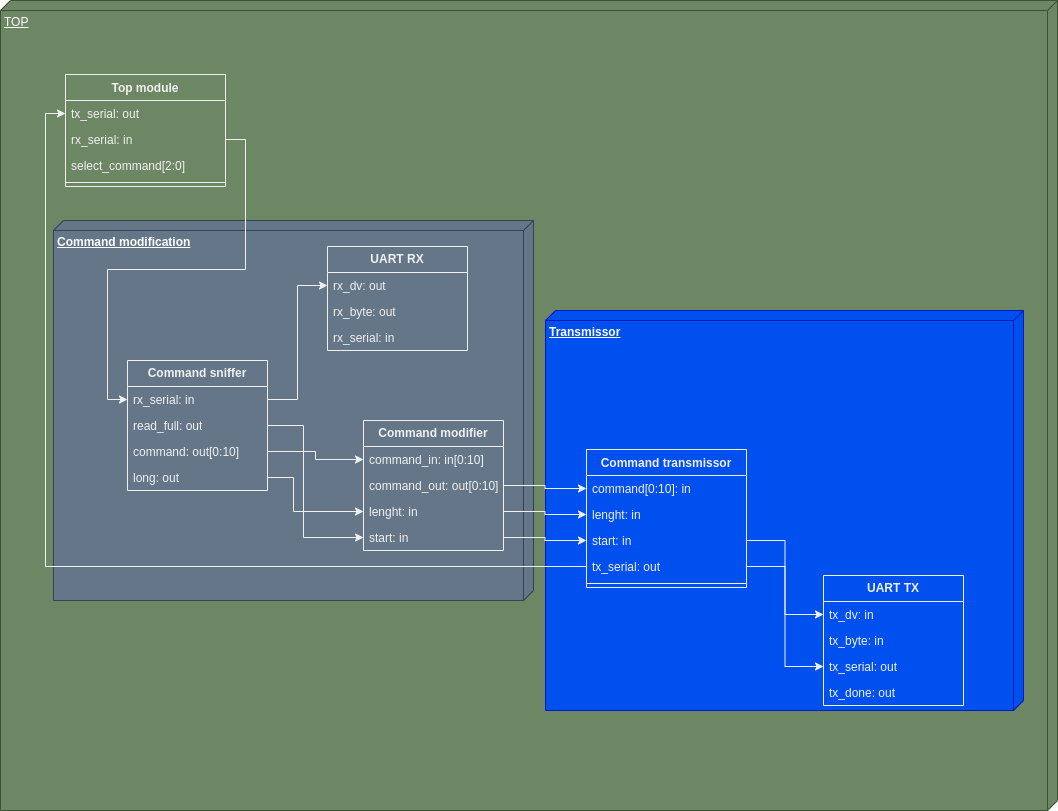 TOP
Top module
tx_serial: out
rx_serial: in
select_command[2:0]
Command modification
UART RX
rx_dv: out
rx_byte: out
rx_serial: in
Command sniffer
rx_serial: in
read_full: out
command: out[0:10]
long: out
Command modifier
command_in: in[0:10]
command_out: out[0:10]
lenght: in
start: in
Transmissor
Command transmissor
command[0:10]: in
lenght: in
start: in
tx_serial: out
UART TX
tx_dv: in
tx_byte: in
tx_serial: out
tx_done: out